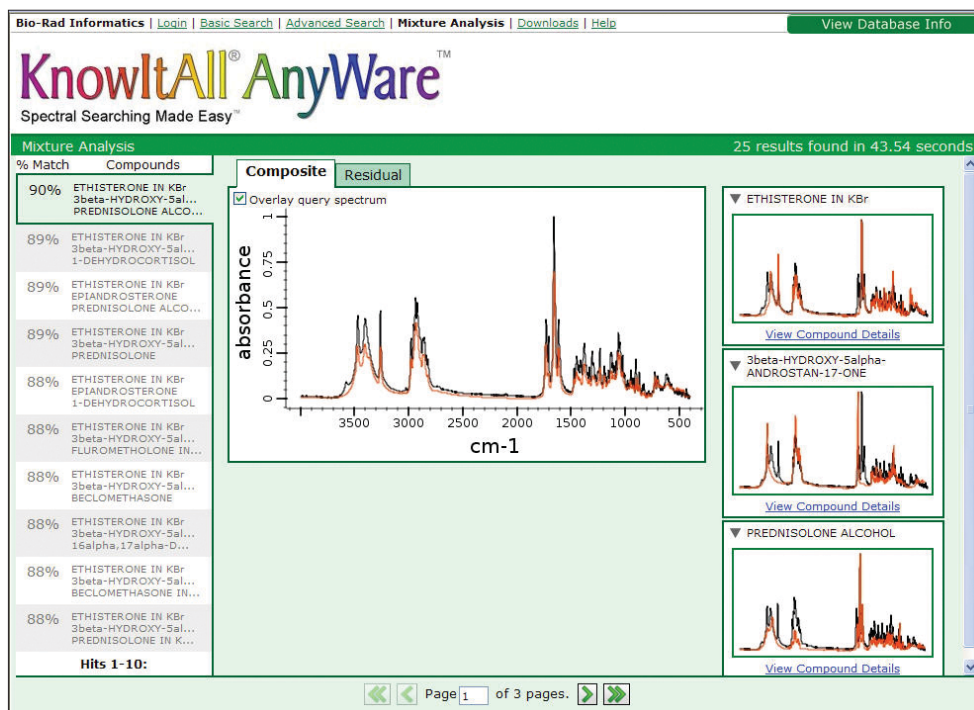 Bio-Rad Informatics | Login | Basic Search | Advanced Search | Mixture Analysis | Downloads | Help
View Database Info
KnowItAll® AnyWare™
Spectral Searching Made Easy™
Mixture Analysis
25 results found in 43.54 seconds
% Match Compounds
90%
ETHISTERONE IN KBr
3beta-HYDROXY-5al...
PREDNISOLONE ALCO...
89%
ETHISTERONE IN KBr
3beta-HYDROXY-5al...
1-DEHYDROCORTISOL
89%
ETHISTERONE IN KBr
EPIANDROSTERONE
PREDNISOLONE ALCO...
89%
ETHISTERONE IN KBr
3beta-HYDROXY-5al...
PREDNISOLONE
88%
ETHISTERONE IN KBr
EPIANDROSTERONE
1-DEHYDROCORTISOL
88%
ETHISTERONE IN KBr
3beta-HYDROXY-5al...
FLUROMETHOLONE IN...
88%
ETHISTERONE IN KBr
3beta-HYDROXY-5al...
BECLOMETHASONE
88%
ETHISTERONE IN KBr
3beta-HYDROXY-5al...
16alpha,17alpha-D...
88%
ETHISTERONE IN KBr
3beta-HYDROXY-5al...
BECLOMETHASONE IN...
88%
ETHISTERONE IN KBr
3beta-HYDROXY-5al...
PREDNISOLONE IN K...
Hits 1-10:
Composite
Residual
Overlay query spectrum
absorbance
1
0.75
0.5
0.25
0
3500 3000 2500 2000 1500 1000 500
cm-1
ETHISTERONE IN KBr
View Compound Details
3beta-HYDROXY-5alpha-
ANDROSTAN-17-ONE
View Compound Details
PREDNISOLONE ALCOHOL
View Compound Details
Page 1 of 3 pages.